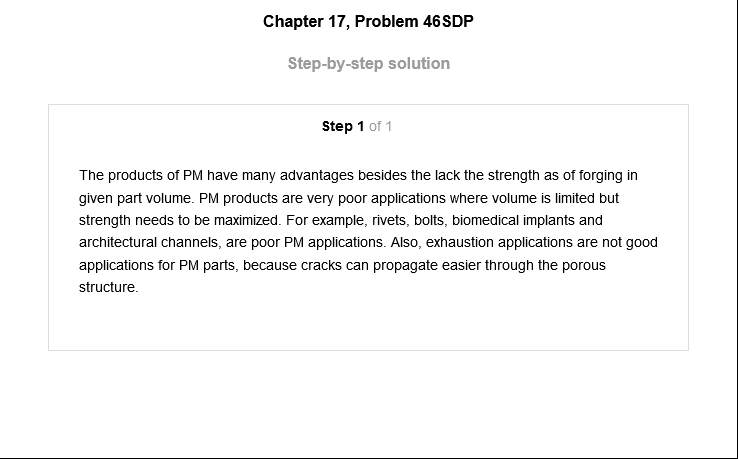 Chapter 17, Problem 46SDP
Step-by-step solution
Step 1 of 1
The products of PM have many advantages besides the lack the strength as of forging in
given part volume. PM products are very poor applications where volume is limited but
strength needs to be maximized. For example, rivets, bolts, biomedical implants and
architectural channels, are poor PM applications. Also, exhaustion applications are not good
applications for PM parts, because cracks can propagate easier through the porous
structure.